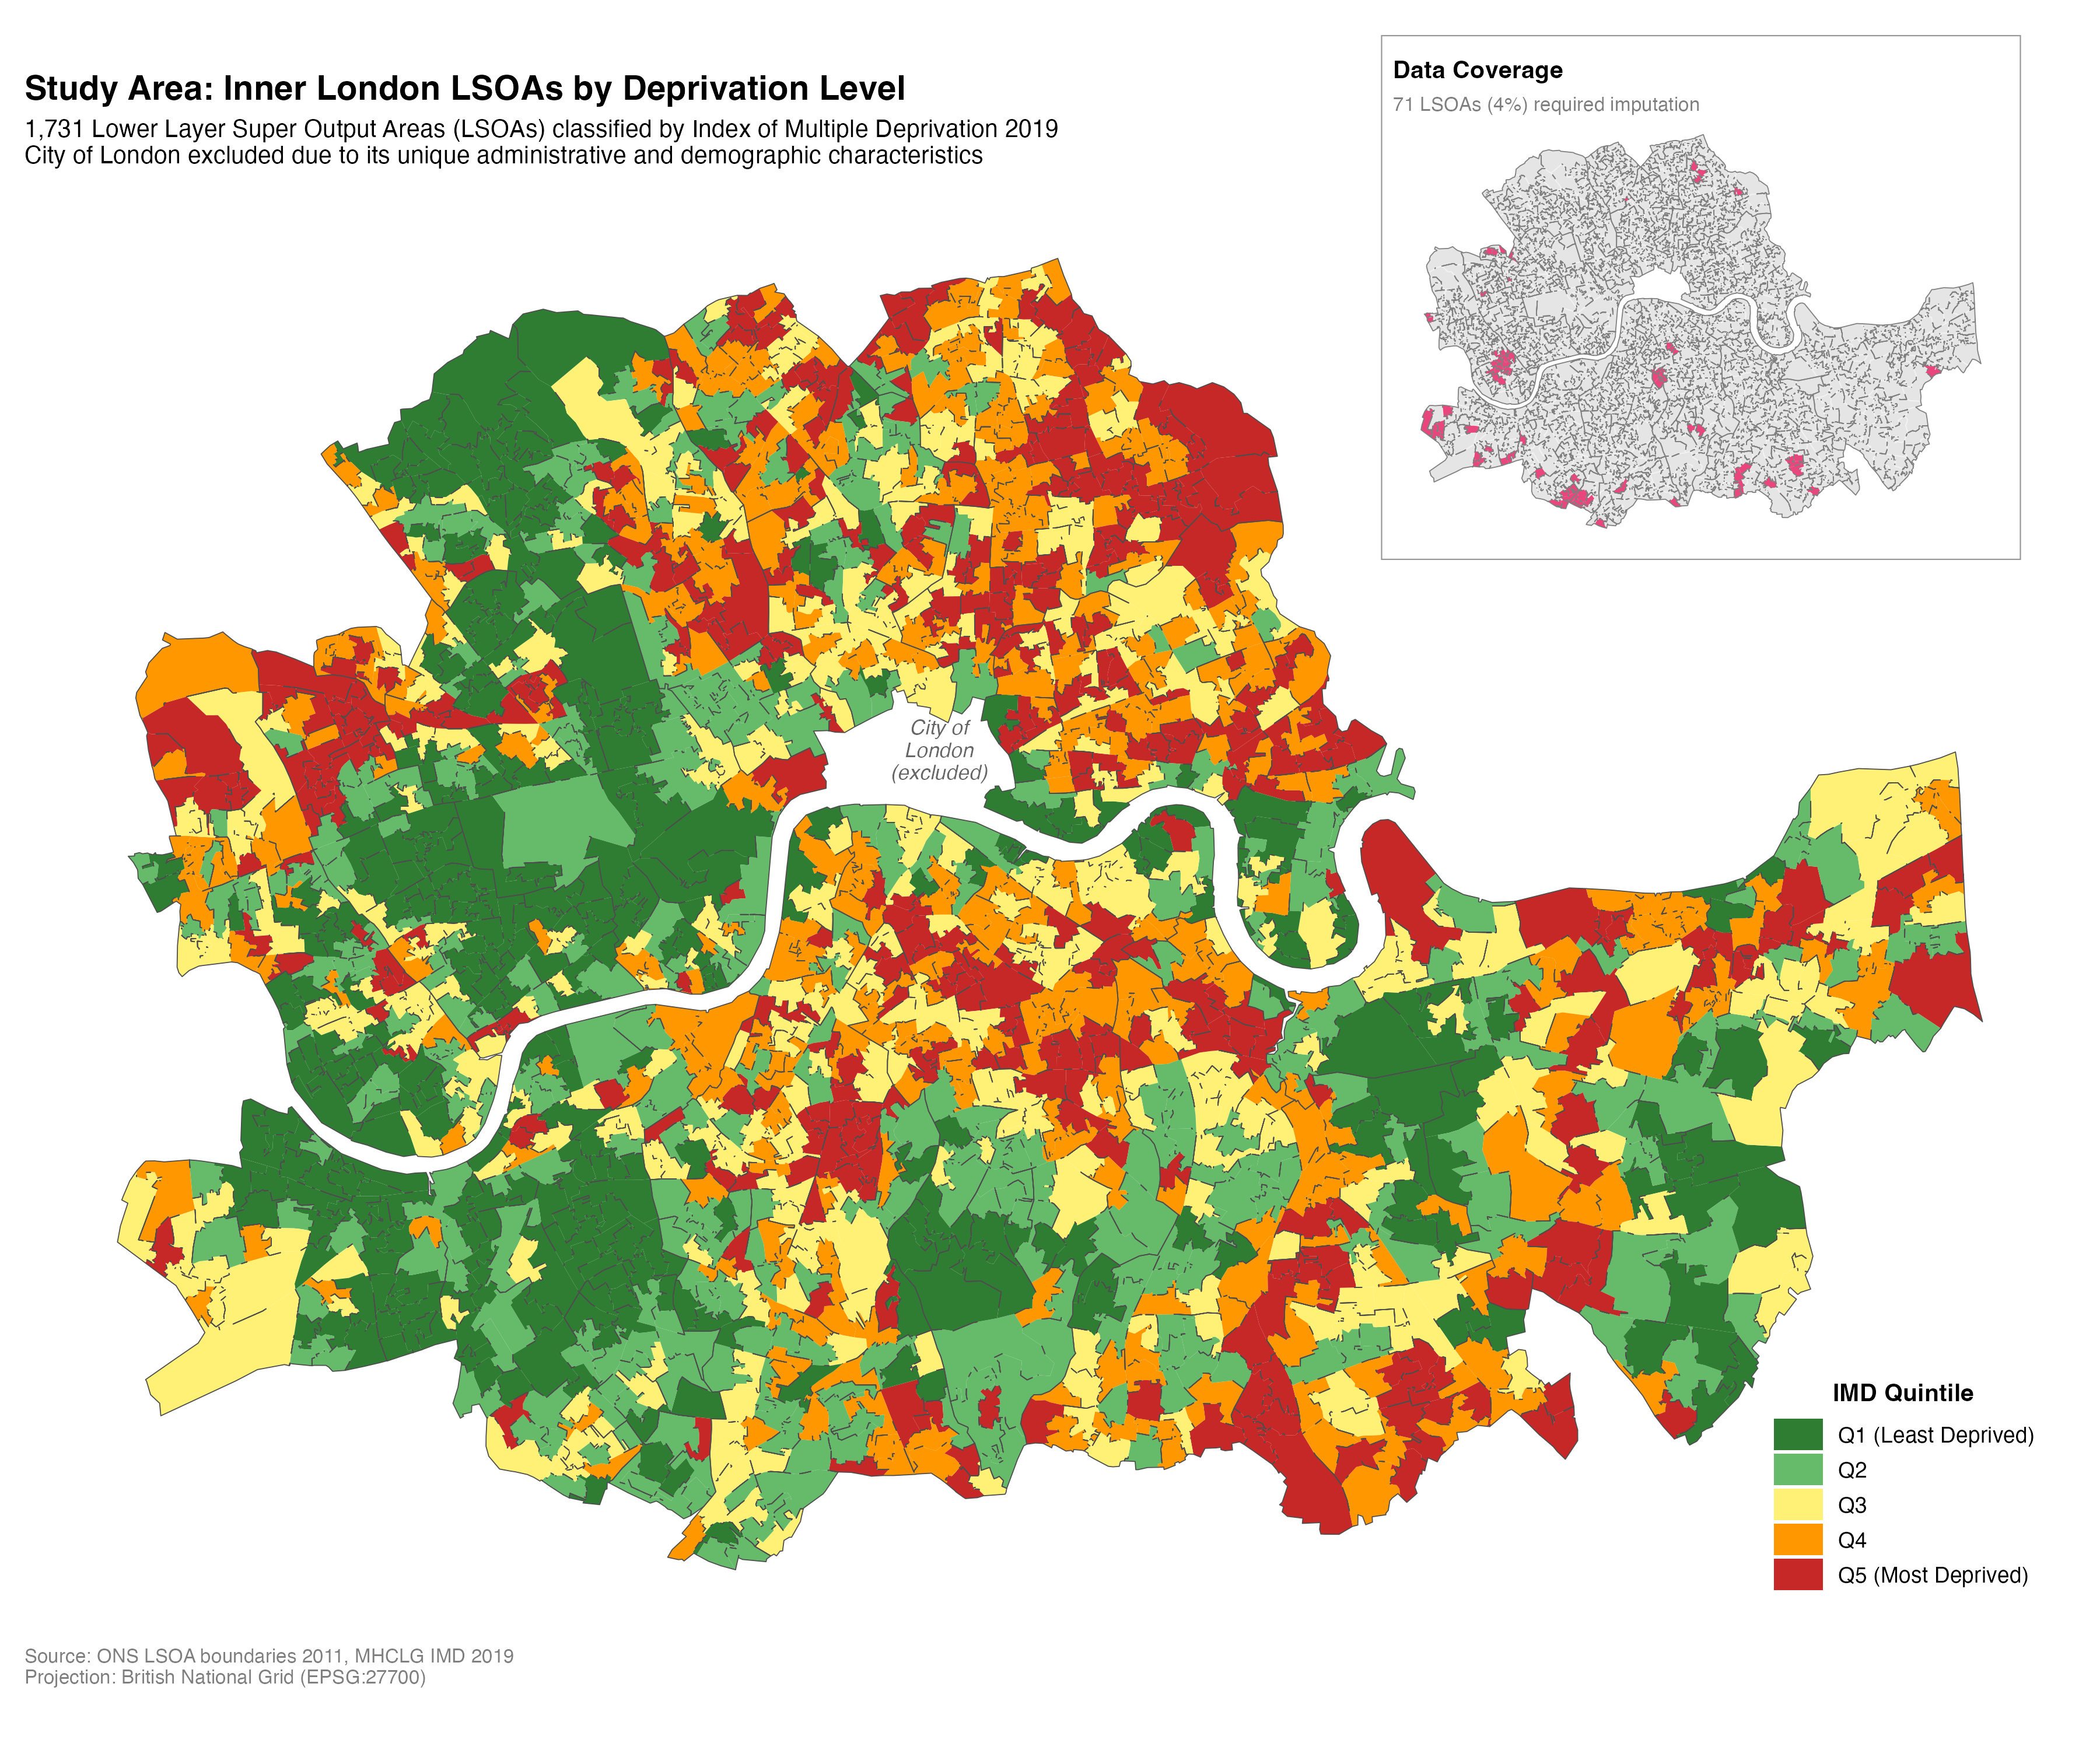 Study Area: Inner London LSOAs by Deprivation Level
1,731 Lower Layer Super Output Areas (LSOAs) classified by Index of Multiple Deprivation 2019
City of London excluded due to its unique administrative and demographic characteristics
Data Coverage
71 LSOAs (4%) required imputation
City of
London
(excluded)
IMD Quintile
Q1 (Least Deprived)
Q2
Q3
Q4
Q5 (Most Deprived)
Source: ONS LSOA boundaries 2011, MHCLG IMD 2019
Projection: British National Grid (EPSG:27700)